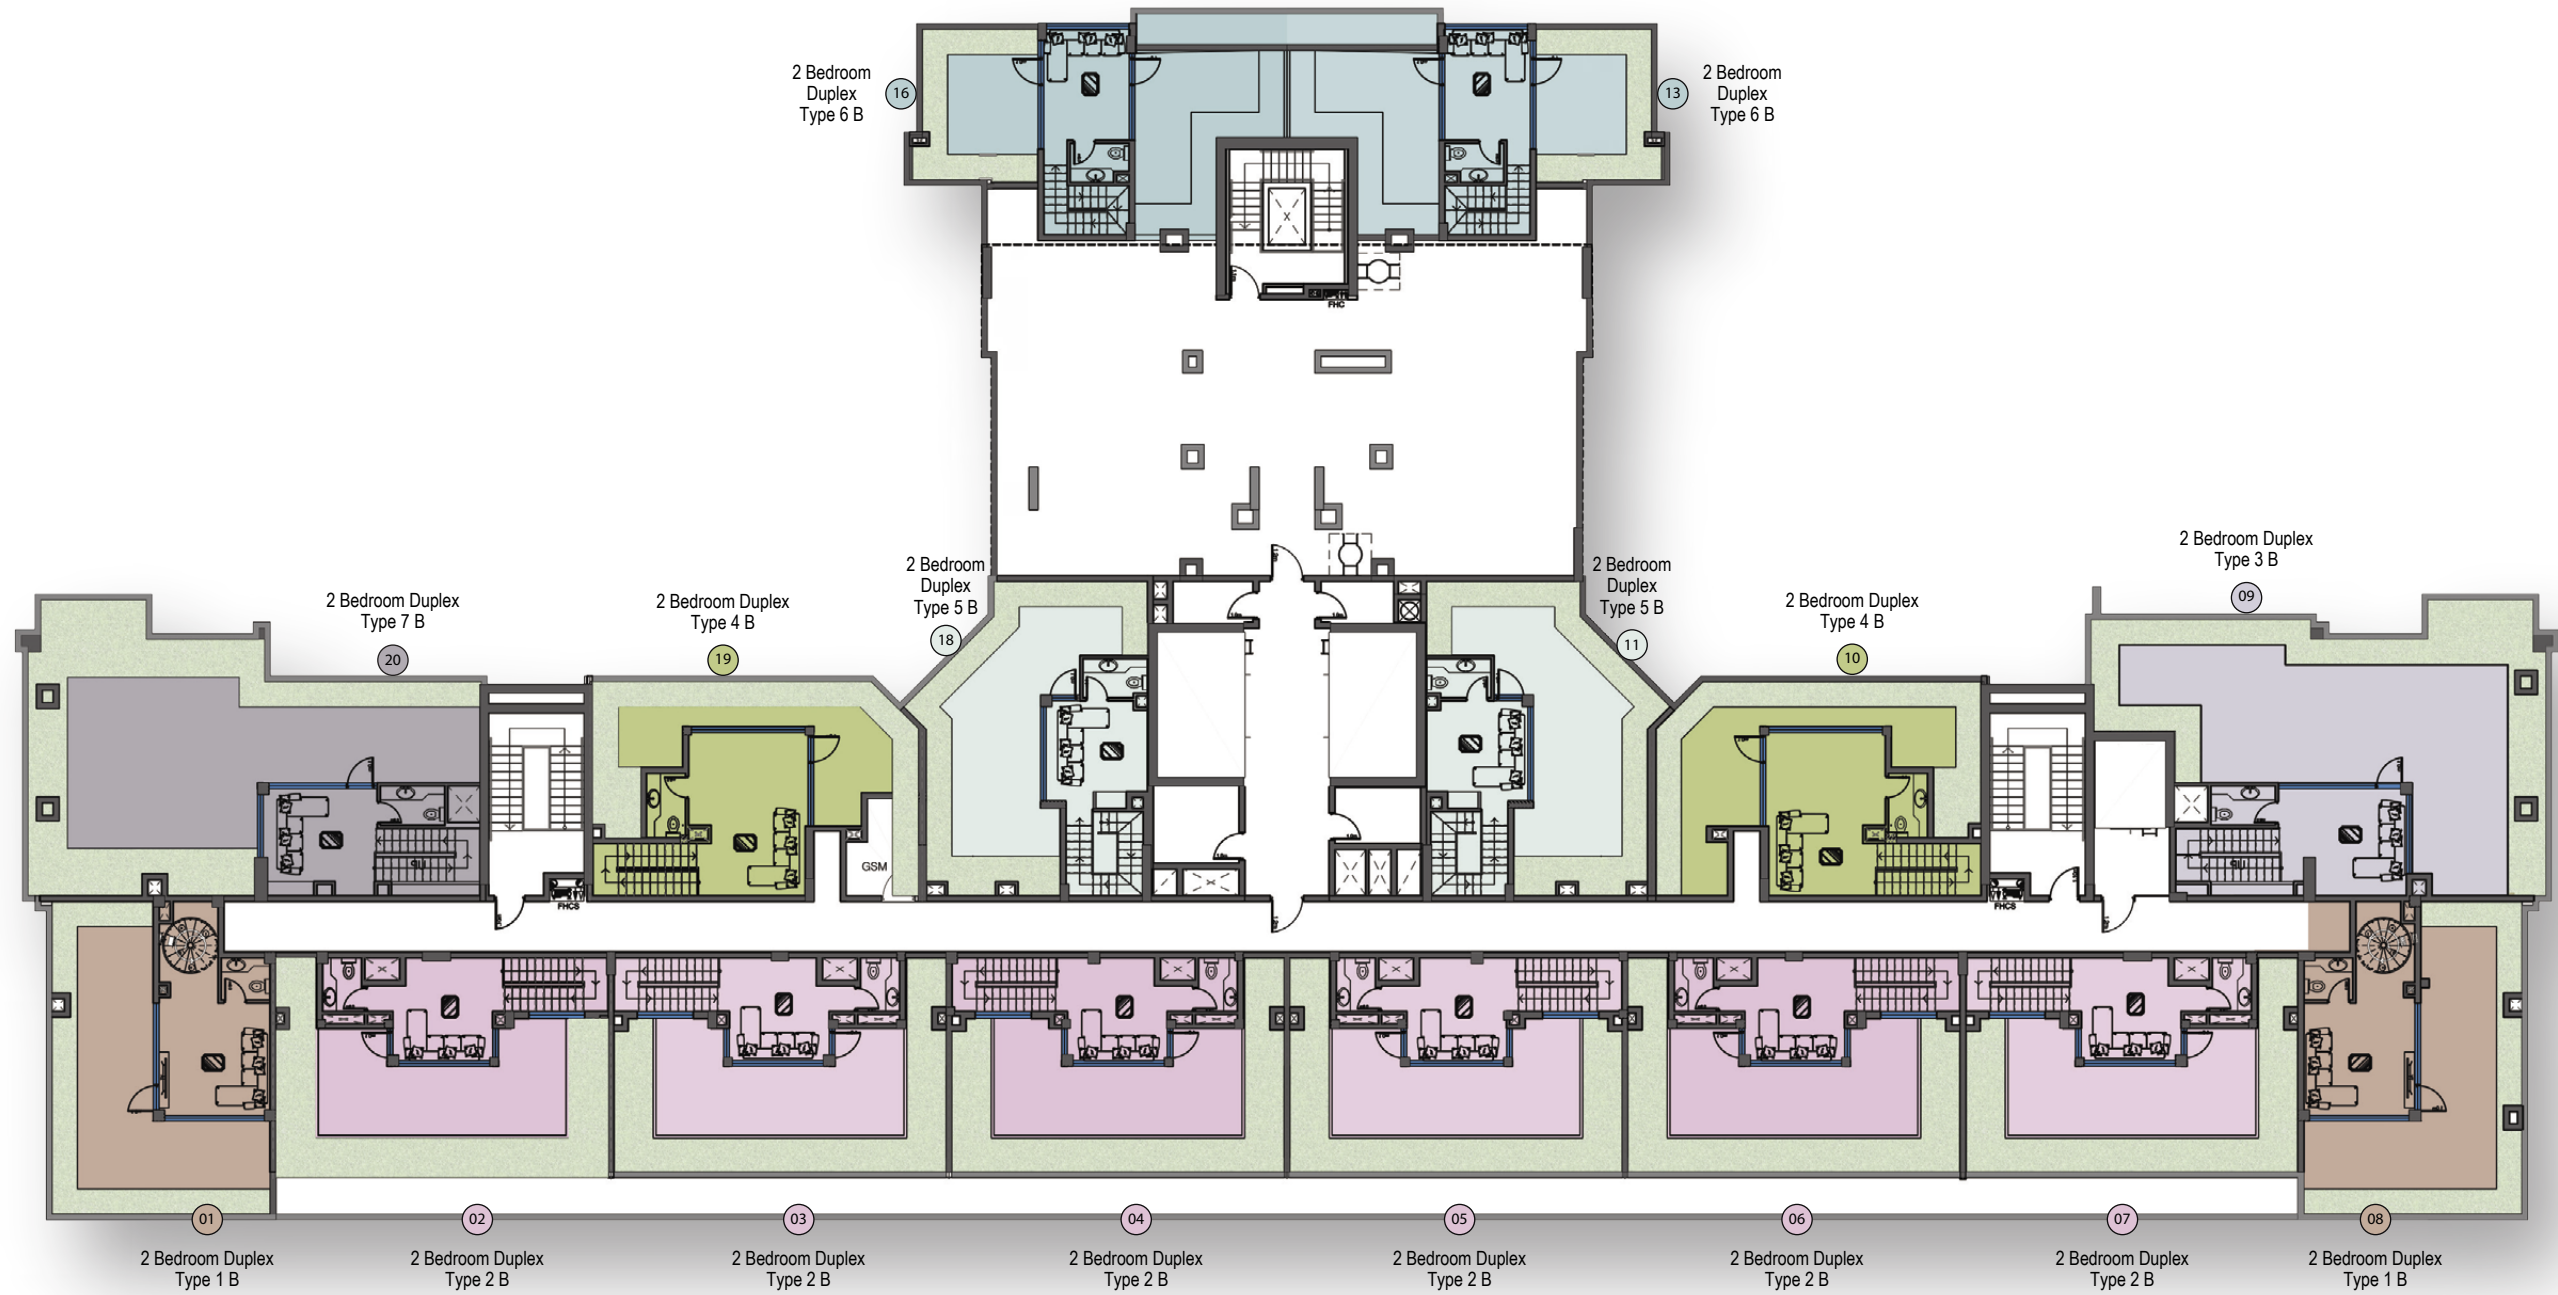 2 Bedroom
Duplex
Type 6 B
16
13
2 Bedroom
Duplex
Type 6 B
FHC
2 Bedroom Duplex
Type 7 B
20
2 Bedroom Duplex
Type 4 B
19
2 Bedroom
Duplex
Type 5 B
18
2 Bedroom
Duplex
Type 5 B
11
2 Bedroom Duplex
Type 4 B
10
2 Bedroom Duplex
Type 3 B
09
GSM
FHCS
FHCS
01
2 Bedroom Duplex
Type 1 B
02
2 Bedroom Duplex
Type 2 B
03
2 Bedroom Duplex
Type 2 B
04
2 Bedroom Duplex
Type 2 B
05
2 Bedroom Duplex
Type 2 B
06
2 Bedroom Duplex
Type 2 B
07
2 Bedroom Duplex
Type 2 B
08
2 Bedroom Duplex
Type 1 B